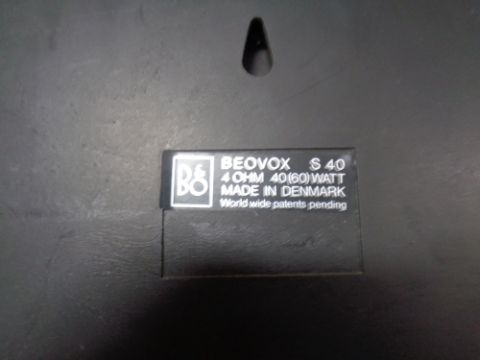 B&O
BEOVOX S 40
4 OHM 40(60) WATT
MADE IN DENMARK
World wide patents pending